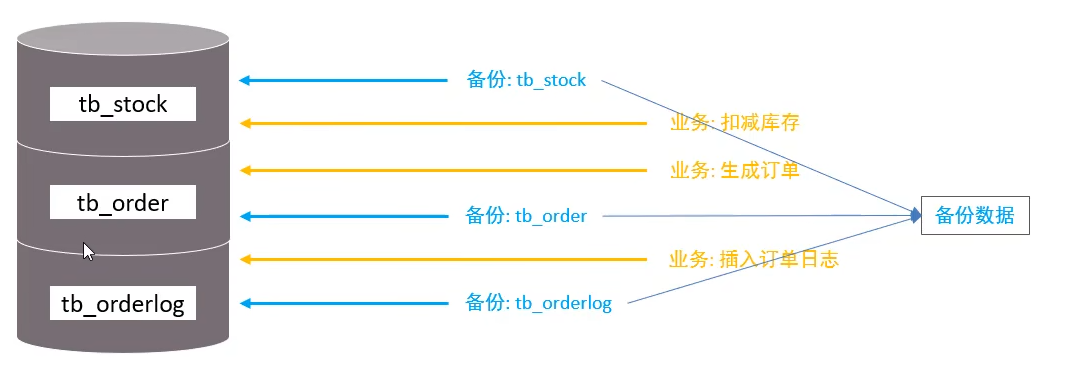 备份: tb_stock
tb_stock
业务: 扣减库存
业务: 生成订单
tb_order
备份: tb_order
备份数据
业务: 插入订单日志
tb_orderlog
备份: tb_orderlog